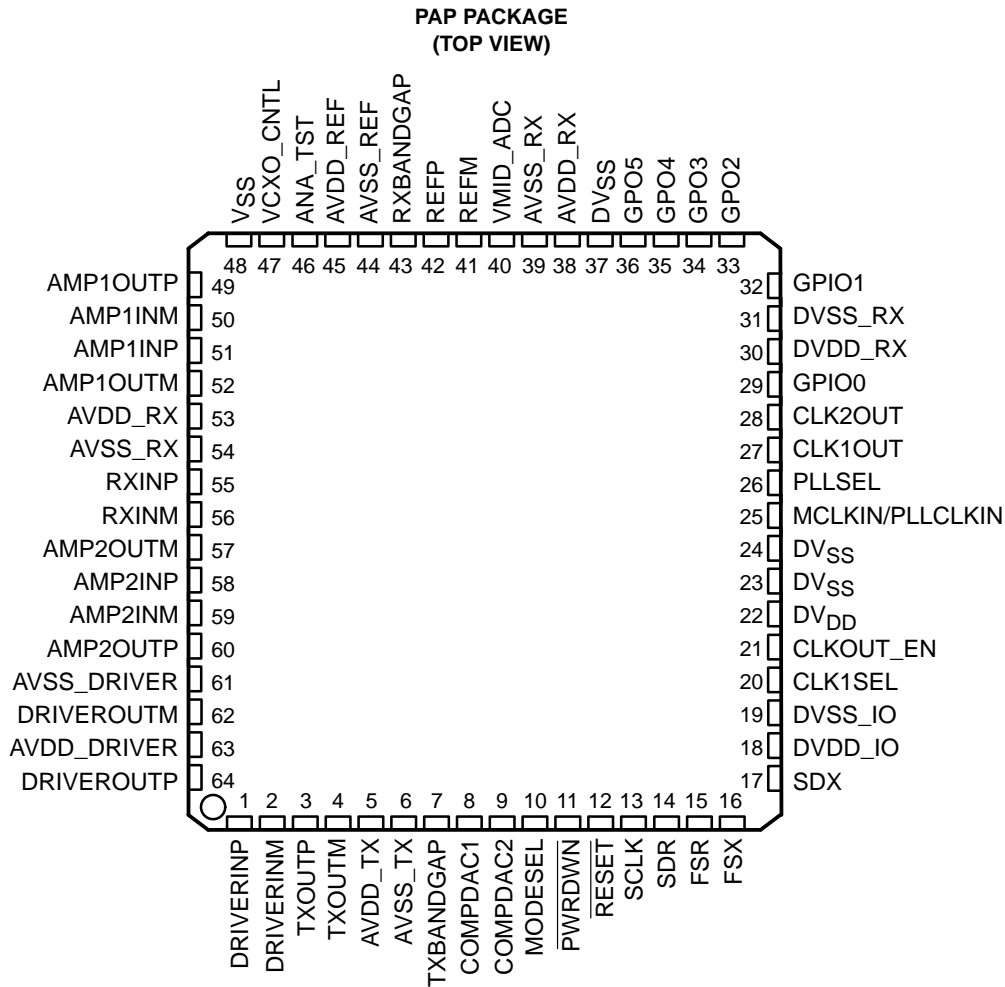 PAP PACKAGE
(TOP VIEW)
VSS
VCXO_CNTL
ANA_TST
AVDD_REF
AVSS_REF
RXBANDGAP
REFP
REFM
VMID_ADC
AVSS_RX
AVDD_RX
DVSS
GPO5
GPO4
GPO3
GPO2
48 47 46 45 44 43 42 41 40 39 38 37 36 35 34 33
AMP1OUTP 49
AMP1INM 50
AMP1INP 51
AMP1OUTM 52
AVDD_RX 53
AVSS_RX 54
RXINP 55
RXINM 56
AMP2OUTM 57
AMP2INP 58
AMP2INM 59
AMP2OUTP 60
AVSS_DRIVER 61
DRIVEROUTM 62
AVDD_DRIVER 63
DRIVEROUTP 64
32 GPIO1
31 DVSS_RX
30 DVDD_RX
29 GPIO0
28 CLK2OUT
27 CLK1OUT
26 PLLSEL
25 MCLKIN/PLLCLKIN
24 DVSS
23 DVSS
22 DVDD
21 CLKOUT_EN
20 CLK1SEL
19 DVSS_IO
18 DVDD_IO
17 SDX
1 2 3 4 5 6 7 8 9 10 11 12 13 14 15 16
DRIVERINP
DRIVERINM
TXOUTP
TXOUTM
AVDD_TX
AVSS_TX
TXBANDGAP
COMPDAC1
COMPDAC2
MODESEL
PWRDWN
RESET
SCLK
SDR
FSR
FSX